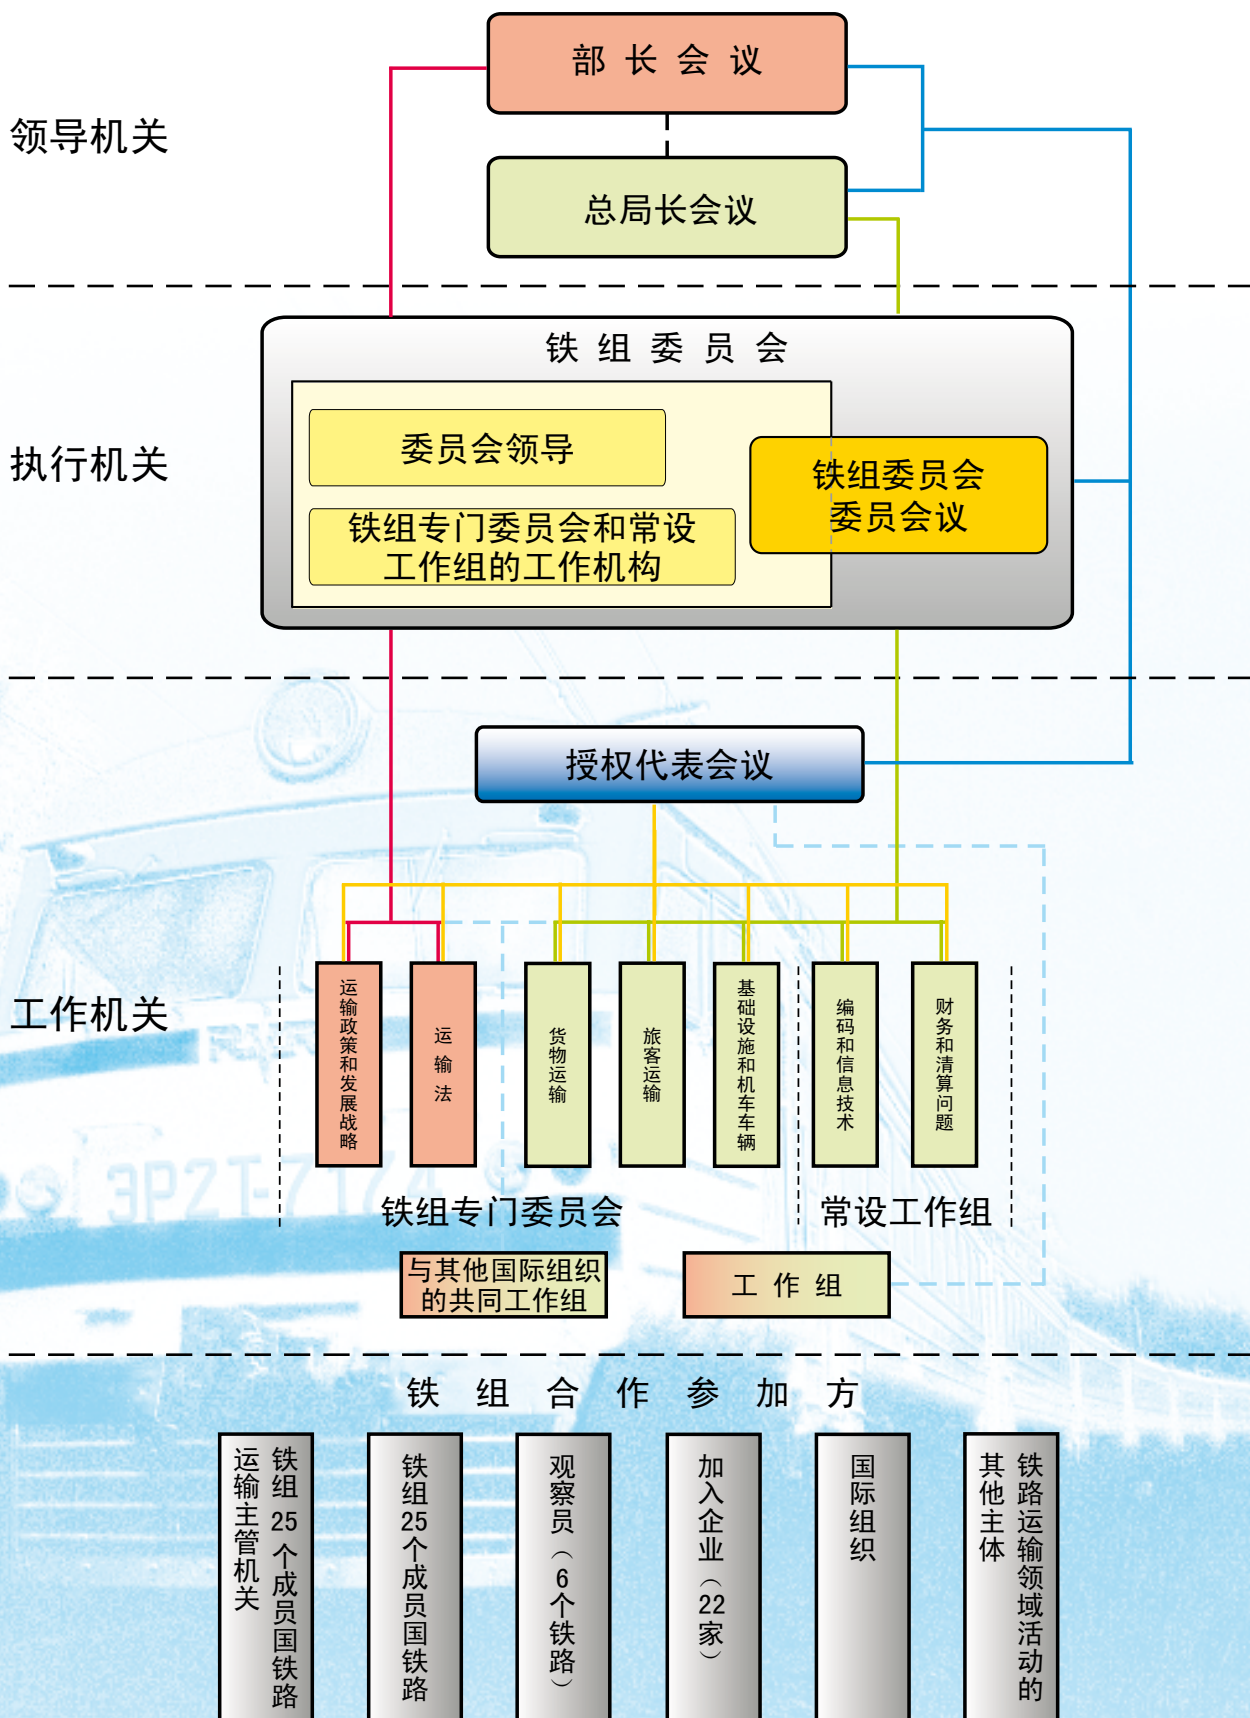 部长会议
领导机关
总局长会议
铁组委员会
委员会领导
执行机关
铁组委员会
委员会议
铁组专门委员会和常设
工作组的工作机构
授权代表会议
工作机关
运输政策和发展战略
运输法
货物运输
旅客运输
基础设施和机车车辆
编码和信息技术
财务和清算问题
ЭP2T-7174
铁组专门委员会
常设工作组
与其他国际组织
的共同工作组
工作组
铁组合作参加方
铁组25个成员国铁路
运输主管机关
铁组25个成员国铁路
观察员（6个铁路）
加入企业（22家）
国际组织
铁路运输领域活动的
其他主体